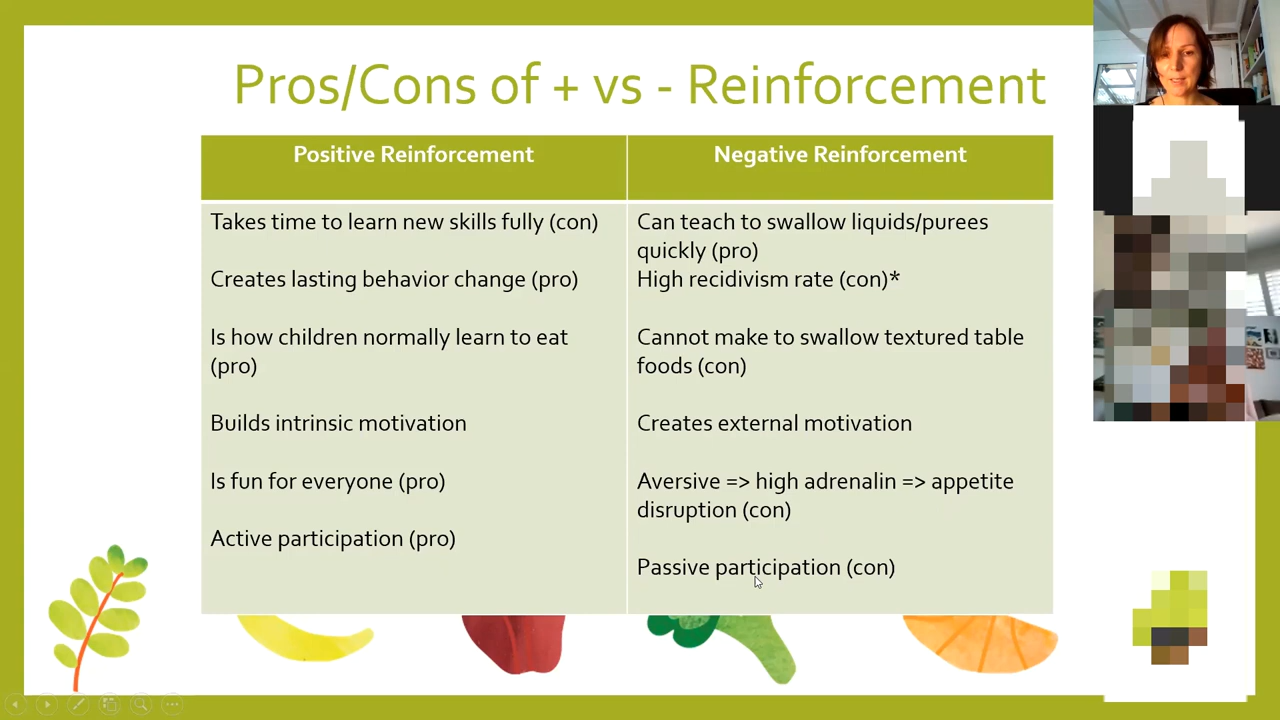 Pros/Cons of + vs - Reinforcement
Positive Reinforcement
Takes time to learn new skills fully (con)
Creates lasting behavior change (pro)
Is how children normally learn to eat
(pro)
Builds intrinsic motivation
Is fun for everyone (pro)
Active participation (pro)
Negative Reinforcement
Can teach to swallow liquids/purees
quickly (pro)
High recidivism rate (con)*
Cannot make to swallow textured table
foods (con)
Creates external motivation
Aversive => high adrenalin => appetite
disruption (con)
Passive participation (con)